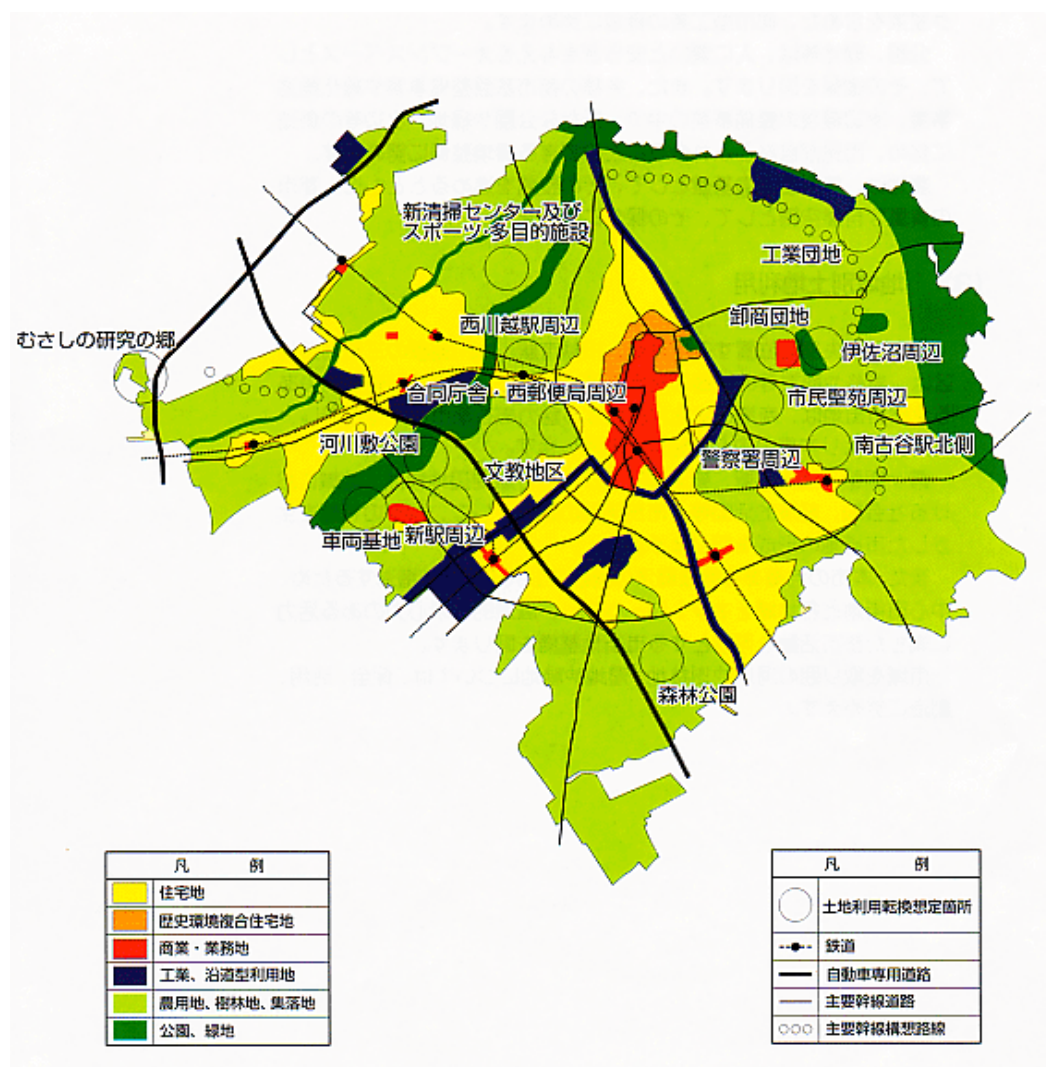 新清掃センター及び
スポーツ・多目的施設
工業団地
西川越駅周辺
卸商団地
むさしの研究の郷
伊佐沼周辺
合同庁舎・西郵便局周辺
市民聖苑周辺
河川敷公園
南古谷駅北側
文教地区
警察署周辺
車両基地
新駅周辺
森林公園
凡 例
住宅地
歴史環境複合住宅地
商業・業務地
工業、沿道型利用地
農用地、樹林地、集落地
公園、緑地
凡 例
土地利用転換想定箇所
鉄道
自動車専用道路
主要幹線道路
主要幹線構想路線